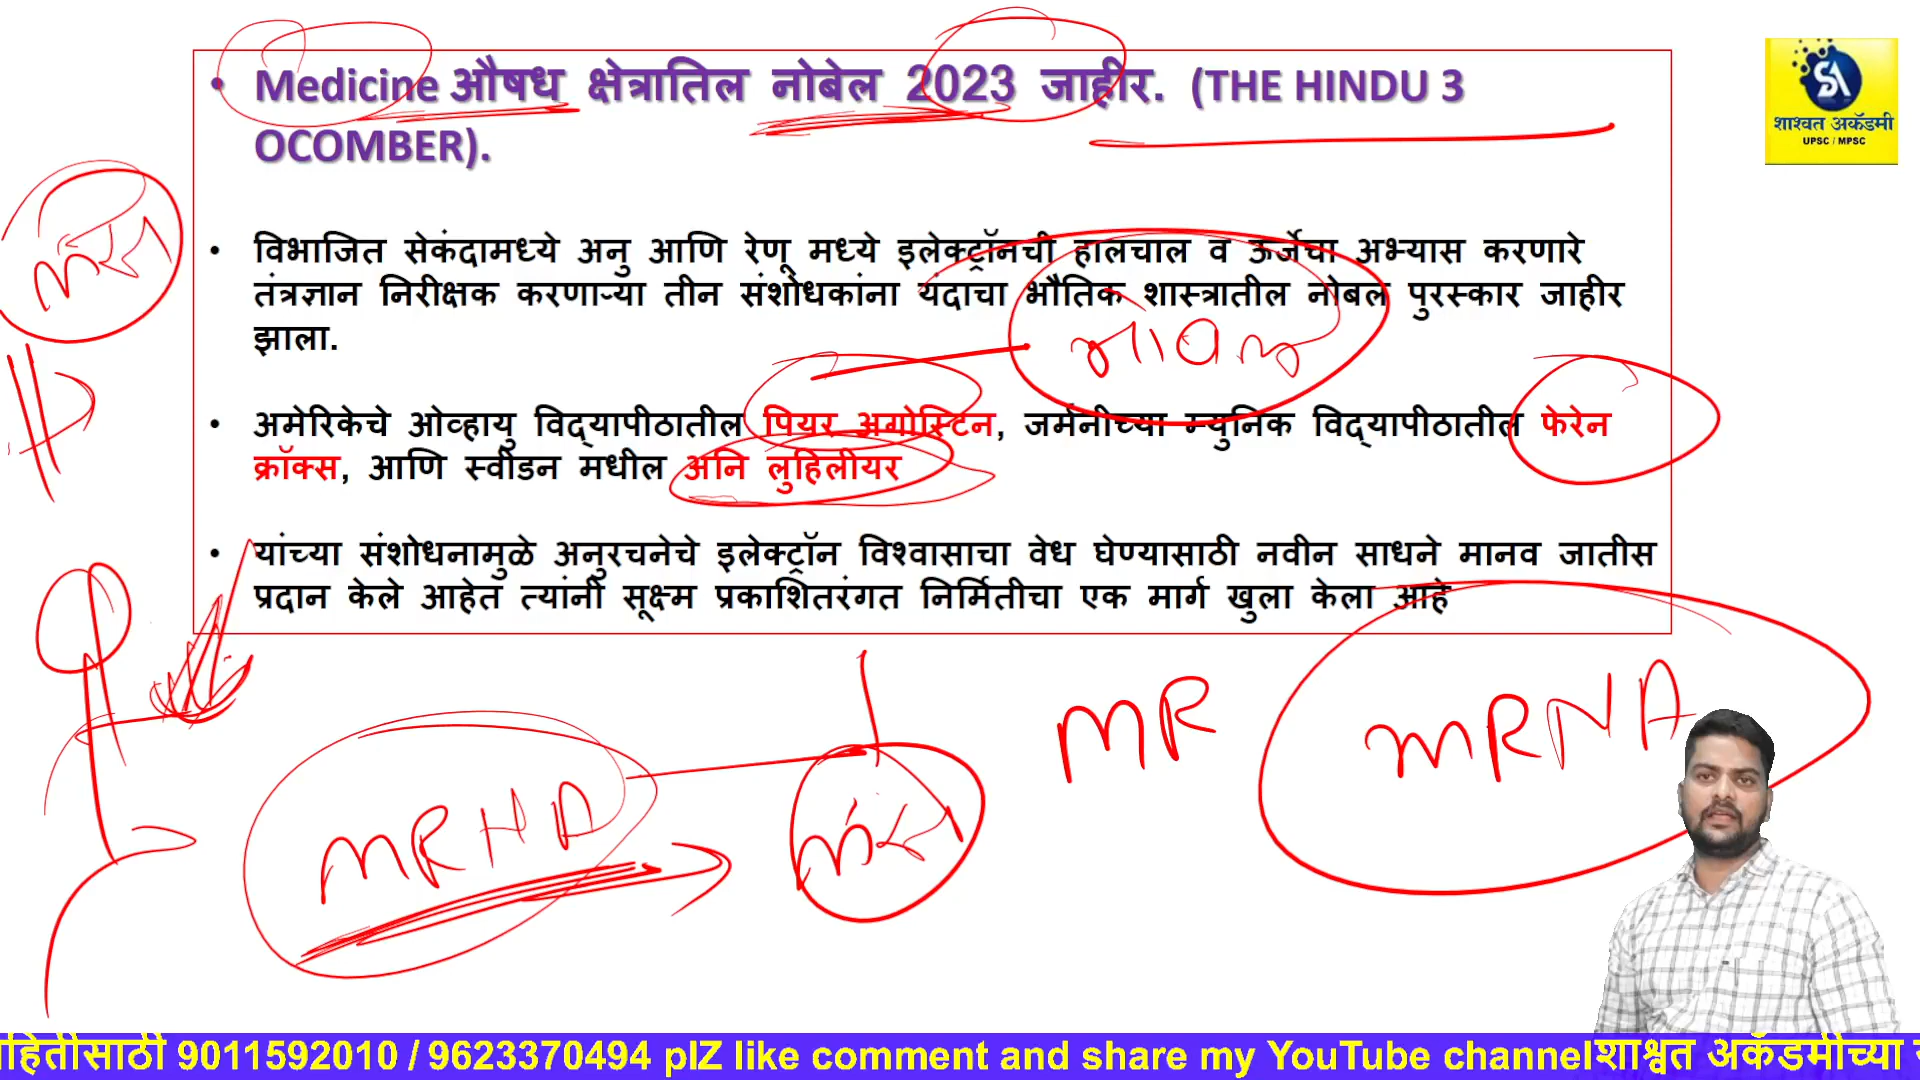 • Medicine औषध क्षेत्रातिल नोबेल 2023 जाहीर. (THE HINDU 3
OCOMBER).
• विभाजित सेकंदामध्ये अनु आणि रेणू मध्ये इलेक्ट्रॉनची हालचाल व ऊर्जेचा अभ्यास करणारे
तंत्रज्ञान निरीक्षक करणाऱ्या तीन संशोधकांना यंदाचा भौतिक शास्त्रातील नोबल पुरस्कार जाहीर
झाला.
• अमेरिकेचे ओव्हायु विद्यापीठातील पियर अगोस्टिन, जर्मनीच्या म्युनिक विद्यापीठातील फेरेन
क्रॉक्स, आणि स्वीडन मधील अनि लुहिलीयर
• यांच्या संशोधनामुळे अनुरचनेचे इलेक्ट्रॉन विश्वासाचा वेध घेण्यासाठी नवीन साधने मानव जातीस
प्रदान केले आहेत त्यांनी सूक्ष्म प्रकाशितरंगत निर्मितीचा एक मार्ग खुला केला आहे
MR
MRNA
MRNA
SA
शाश्वत अकॅडमी
UPSC / MPSC
ाहितीसाठी 9011592010 / 9623370494 plZ like comment and share my YouTube channelशाश्वत अकॅडमीच्या